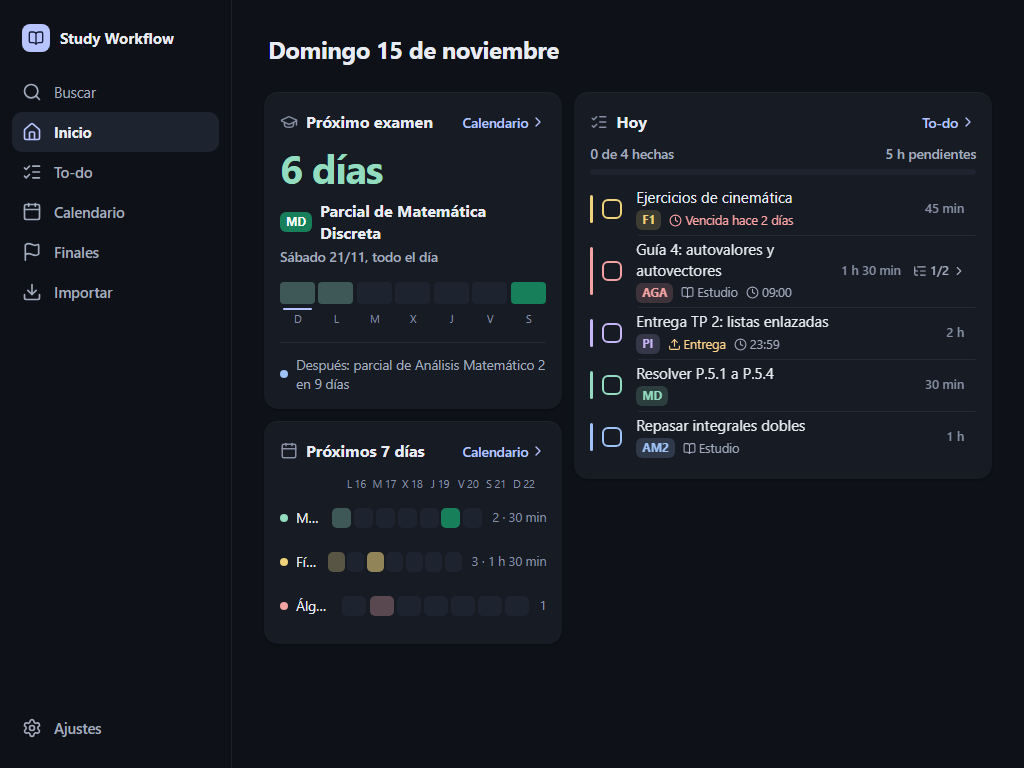 Study Workflow
Buscar
Inicio
To-do
Calendario
Finales
Importar
Ajustes
Domingo 15 de noviembre
Próximo examen
Calendario
6 días
MD
Parcial de Matemática
Discreta
Sábado 21/11, todo el día
D L M X J V S
Después: parcial de Análisis Matemático 2
en 9 días
Próximos 7 días
Calendario
L 16 M 17 X 18 J 19 V 20 S 21 D 22
M... 2 · 30 min
Fí... 3 · 1 h 30 min
Álg... 1
Hoy
To-do
0 de 4 hechas
5 h pendientes
Ejercicios de cinemática
F1 Vencida hace 2 días
45 min
Guía 4: autovalores y
autovectores
AGA Estudio 09:00
1 h 30 min 1/2
Entrega TP 2: listas enlazadas
PI Entrega 23:59
2 h
Resolver P.5.1 a P.5.4
MD
30 min
Repasar integrales dobles
AM2 Estudio
1 h